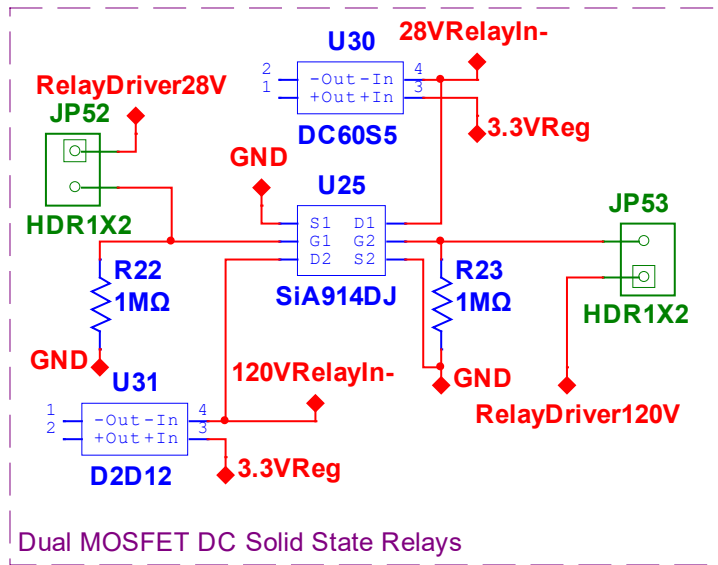 28VRelayIn-
U30
2 -Out -In 4
1 +Out +In 3
DC60S5
3.3VReg
RelayDriver28V
JP52
HDR1X2
GND
U25
S1 D1
G1 G2
D2 S2
SiA914DJ
JP53
HDR1X2
R22
1MΩ
GND
R23
1MΩ
GND
RelayDriver120V
U31
1 -Out -In 4
2 +Out +In 3
D2D12
120VRelayIn-
3.3VReg
Dual MOSFET DC Solid State Relays